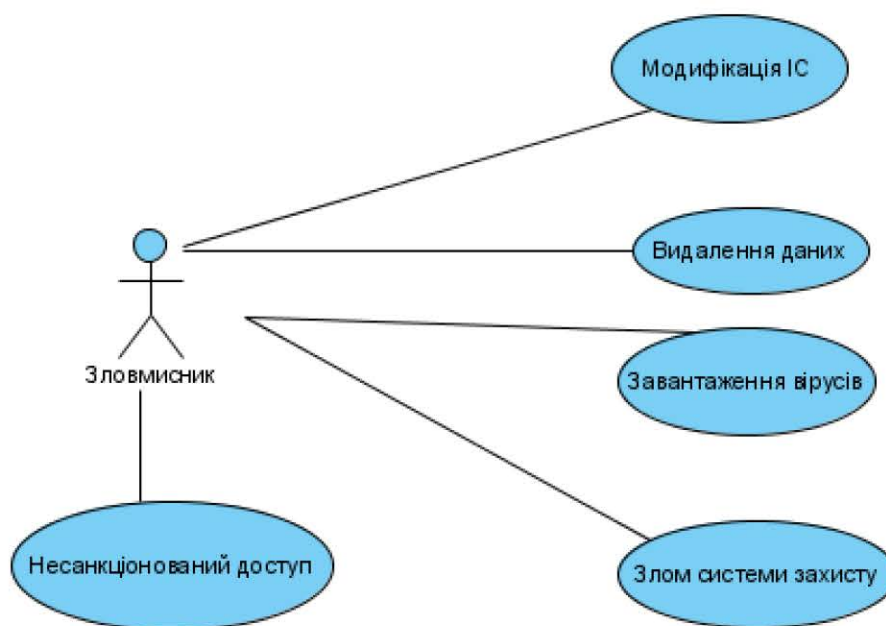 Модифікація ІС
Видалення даних
Зловмисник
Завантаження вірусів
Несанкціонований доступ
Злом системи захисту